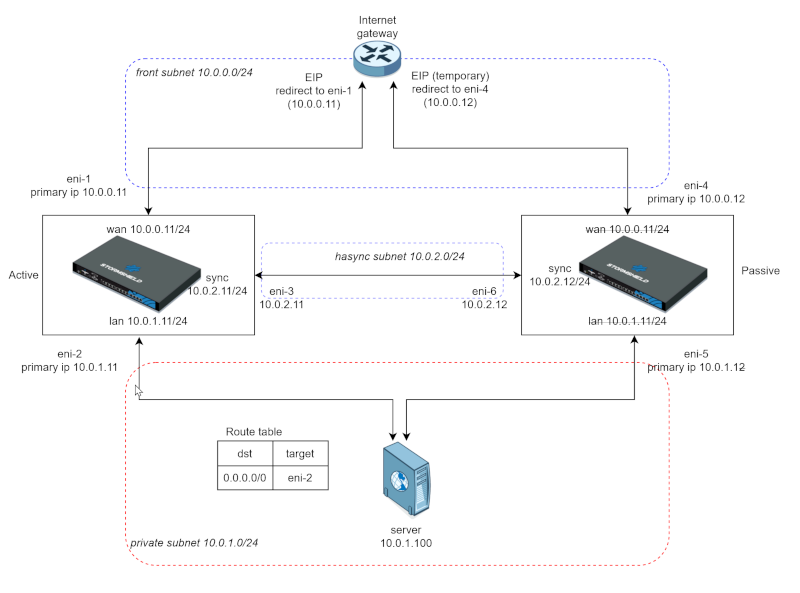 Internet
gateway
front subnet 10.0.0.0/24
EIP
redirect to eni-1
(10.0.0.11)
EIP (temporary)
redirect to eni-4
(10.0.0.12)
eni-1
primary ip 10.0.0.11
eni-4
primary ip 10.0.0.12
wan 10.0.0.11/24
wan 10.0.0.11/24
hasync subnet 10.0.2.0/24
STORMSHIELD
STORMSHIELD
Active
Passive
sync
10.0.2.11/24
sync
10.0.2.12/24
eni-3
10.0.2.11
eni-6
10.0.2.12
lan 10.0.1.11/24
lan 10.0.1.11/24
eni-2
primary ip 10.0.1.11
eni-5
primary ip 10.0.1.12
Route table
dst target
0.0.0.0/0 eni-2
server
10.0.1.100
private subnet 10.0.1.0/24